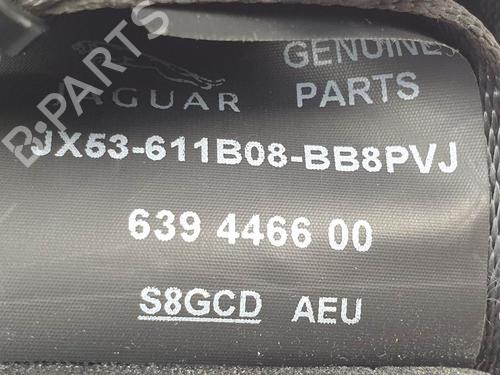 GENUINE
JAGUAR PARTS
JX53-611B08-BB8PVJ
639 4466 00
S8GCD AEU
B-PARTS